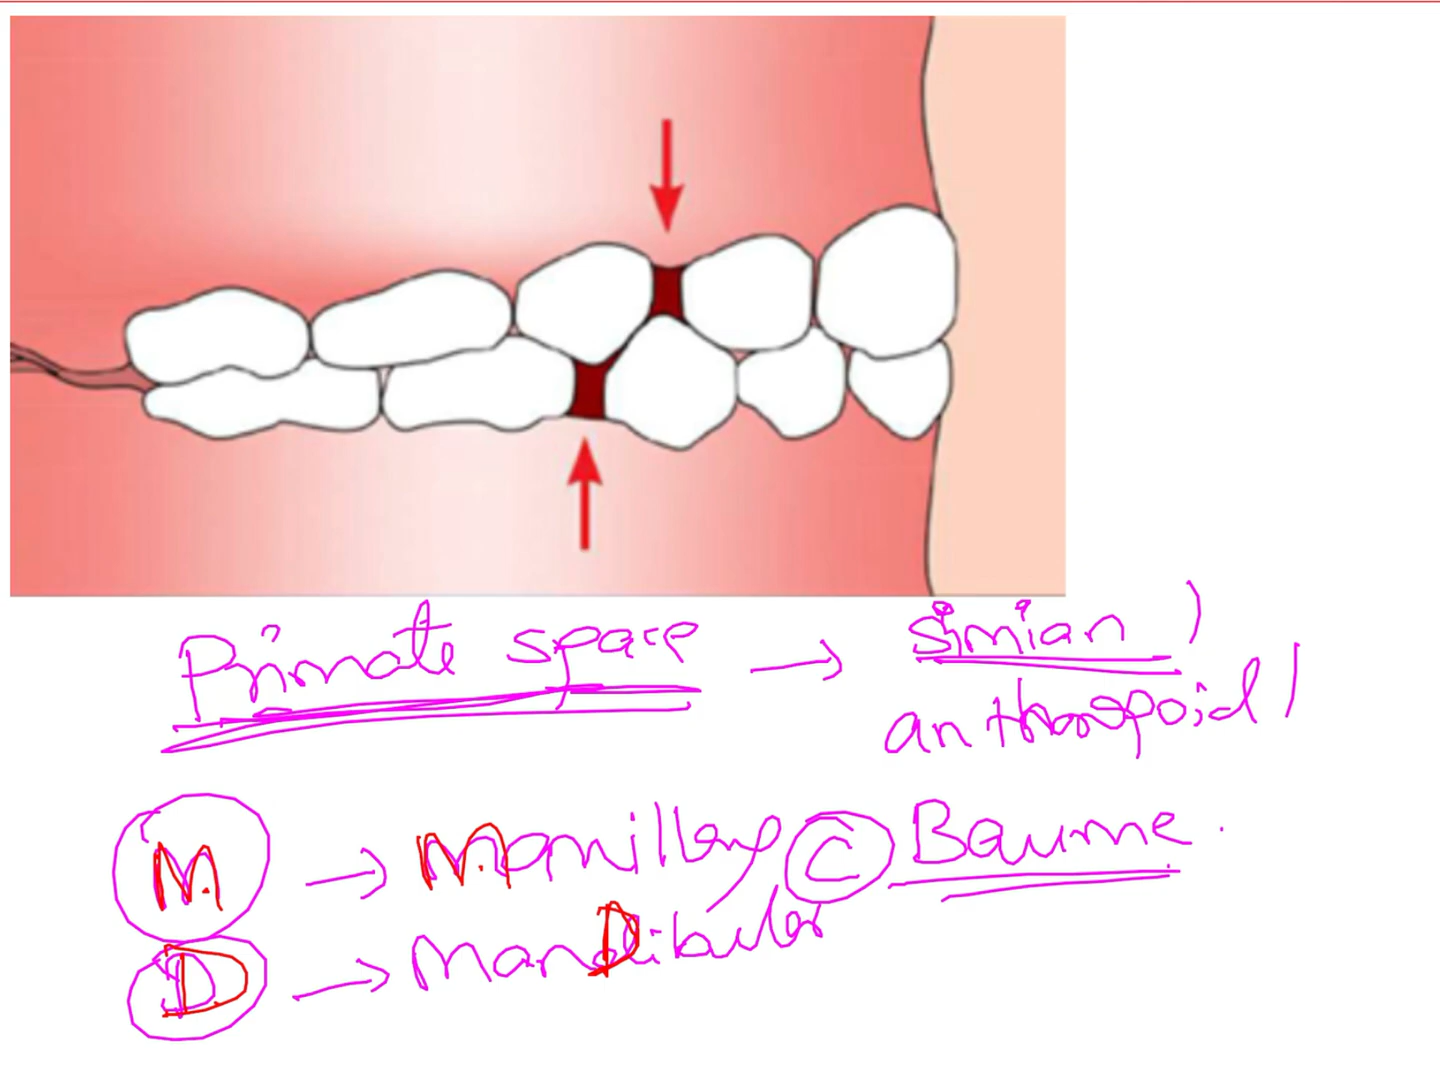 Primate space → Simian /
anthropoid /
M → Maxillary C Baume.
D → ManDibular